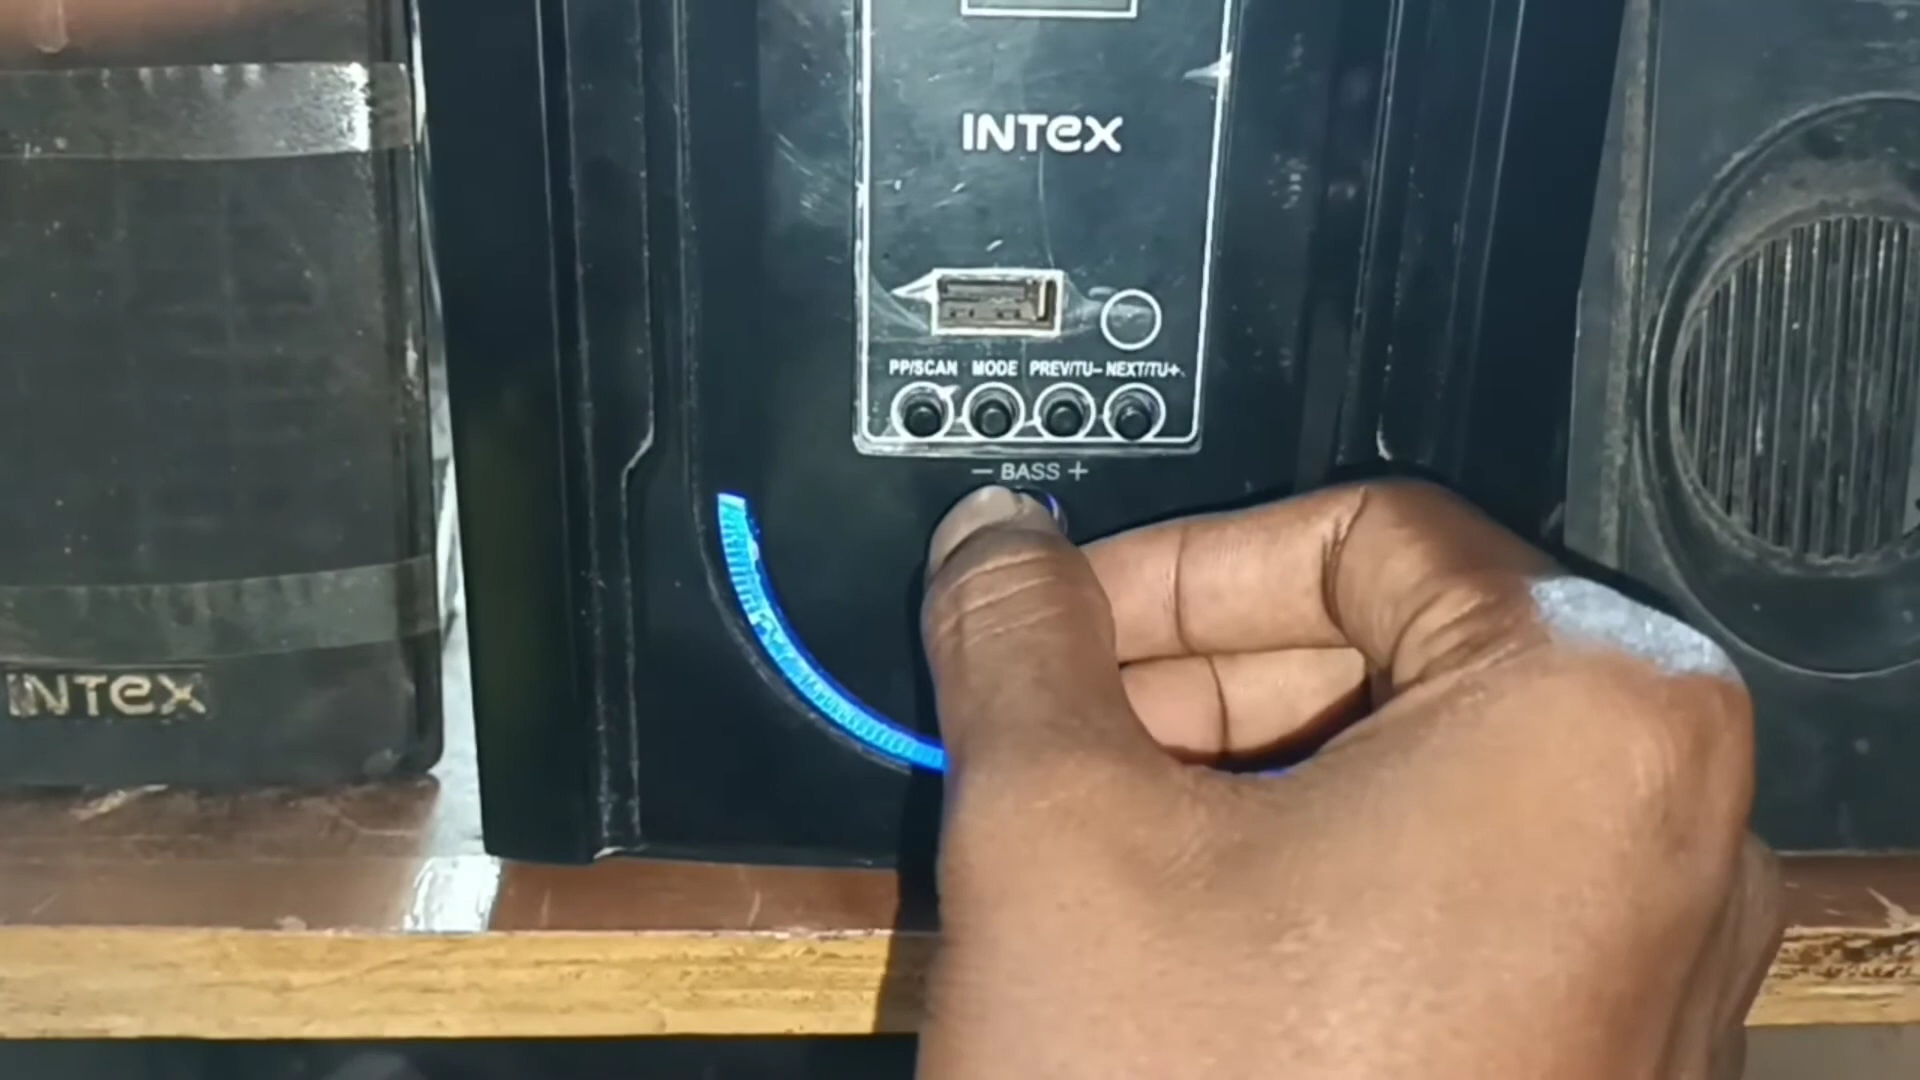 INTEX
PP/SCAN MODE PREV/TU- NEXT/TU+
- BASS +
INTEX